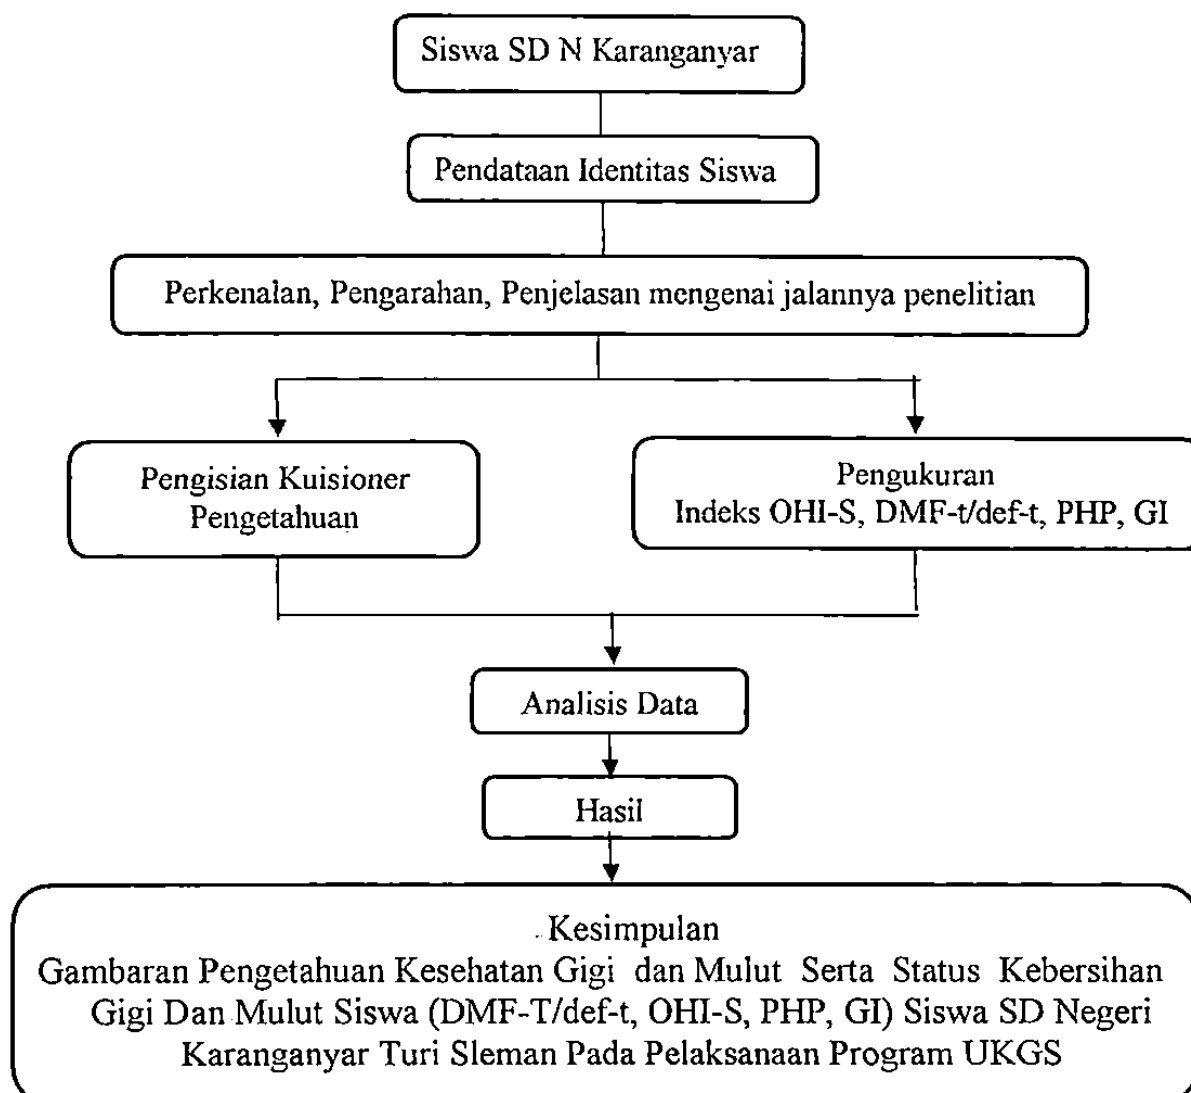 Siswa SD N Karanganyar
Pendataan Identitas Siswa
Perkenalan, Pengarahan, Penjelasan mengenai jalannya penelitian
Pengisian Kuisioner
Pengetahuan
Pengukuran
Indeks OHI-S, DMF-t/def-t, PHP, GI
Analisis Data
Hasil
Kesimpulan
Gambaran Pengetahuan Kesehatan Gigi dan Mulut Serta Status Kebersihan
Gigi Dan Mulut Siswa (DMF-T/def-t, OHI-S, PHP, GI) Siswa SD Negeri
Karanganyar Turi Sleman Pada Pelaksanaan Program UKGS